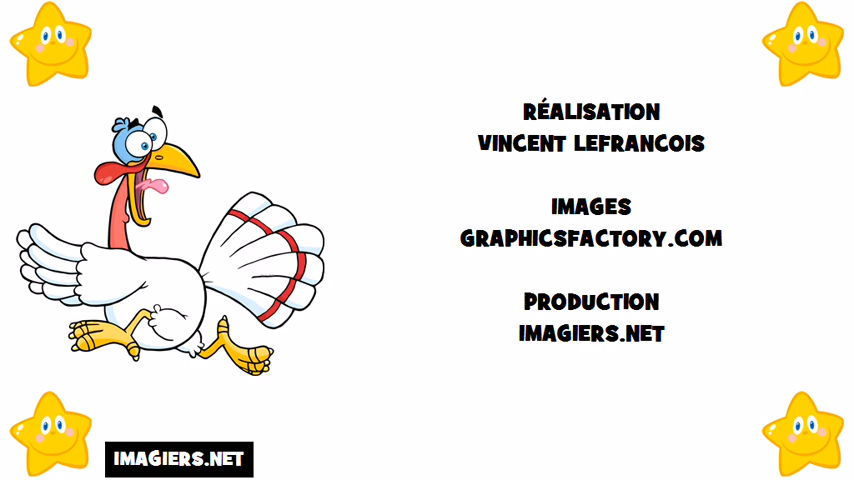 RÉALISATION
VINCENT LEFRANCOIS
IMAGES
GRAPHICSFACTORY.COM
PRODUCTION
IMAGIERS.NET
IMAGIERS.NET